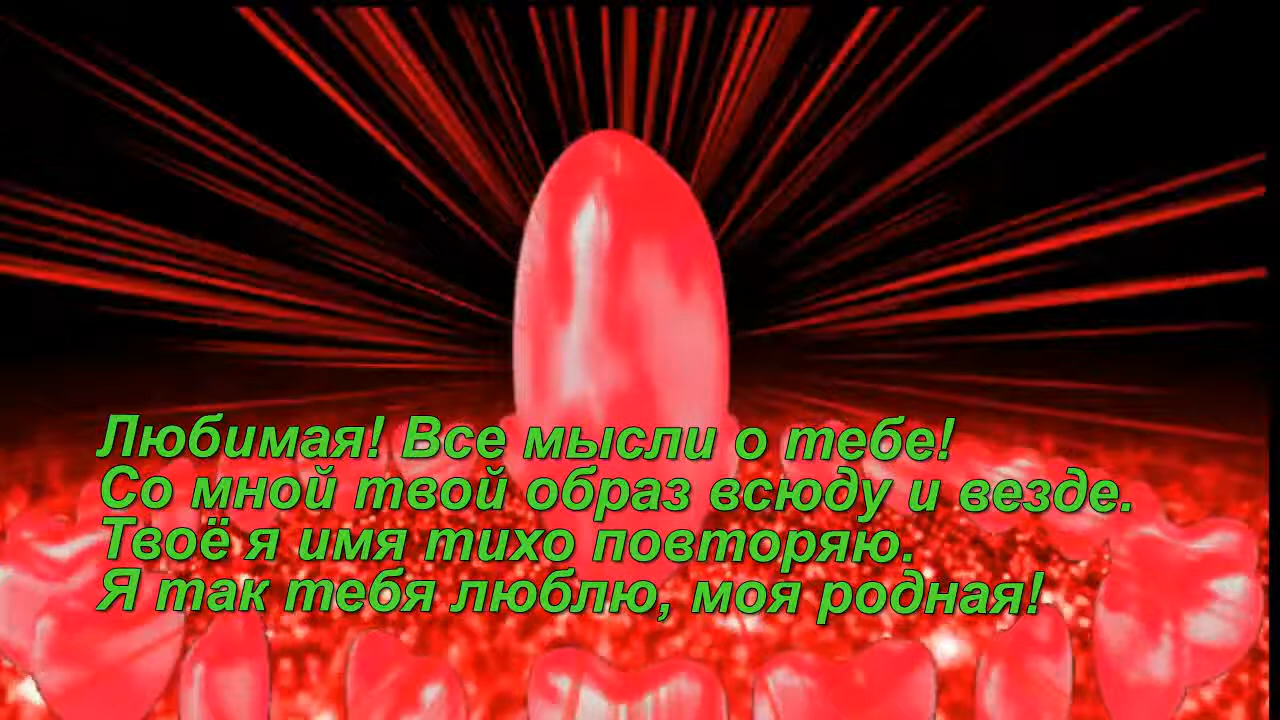 Любимая! Все мысли о тебе!
Со мной твой образ всюду и везде.
Твоё я имя тихо повторяю.
Я так тебя люблю, моя родная!